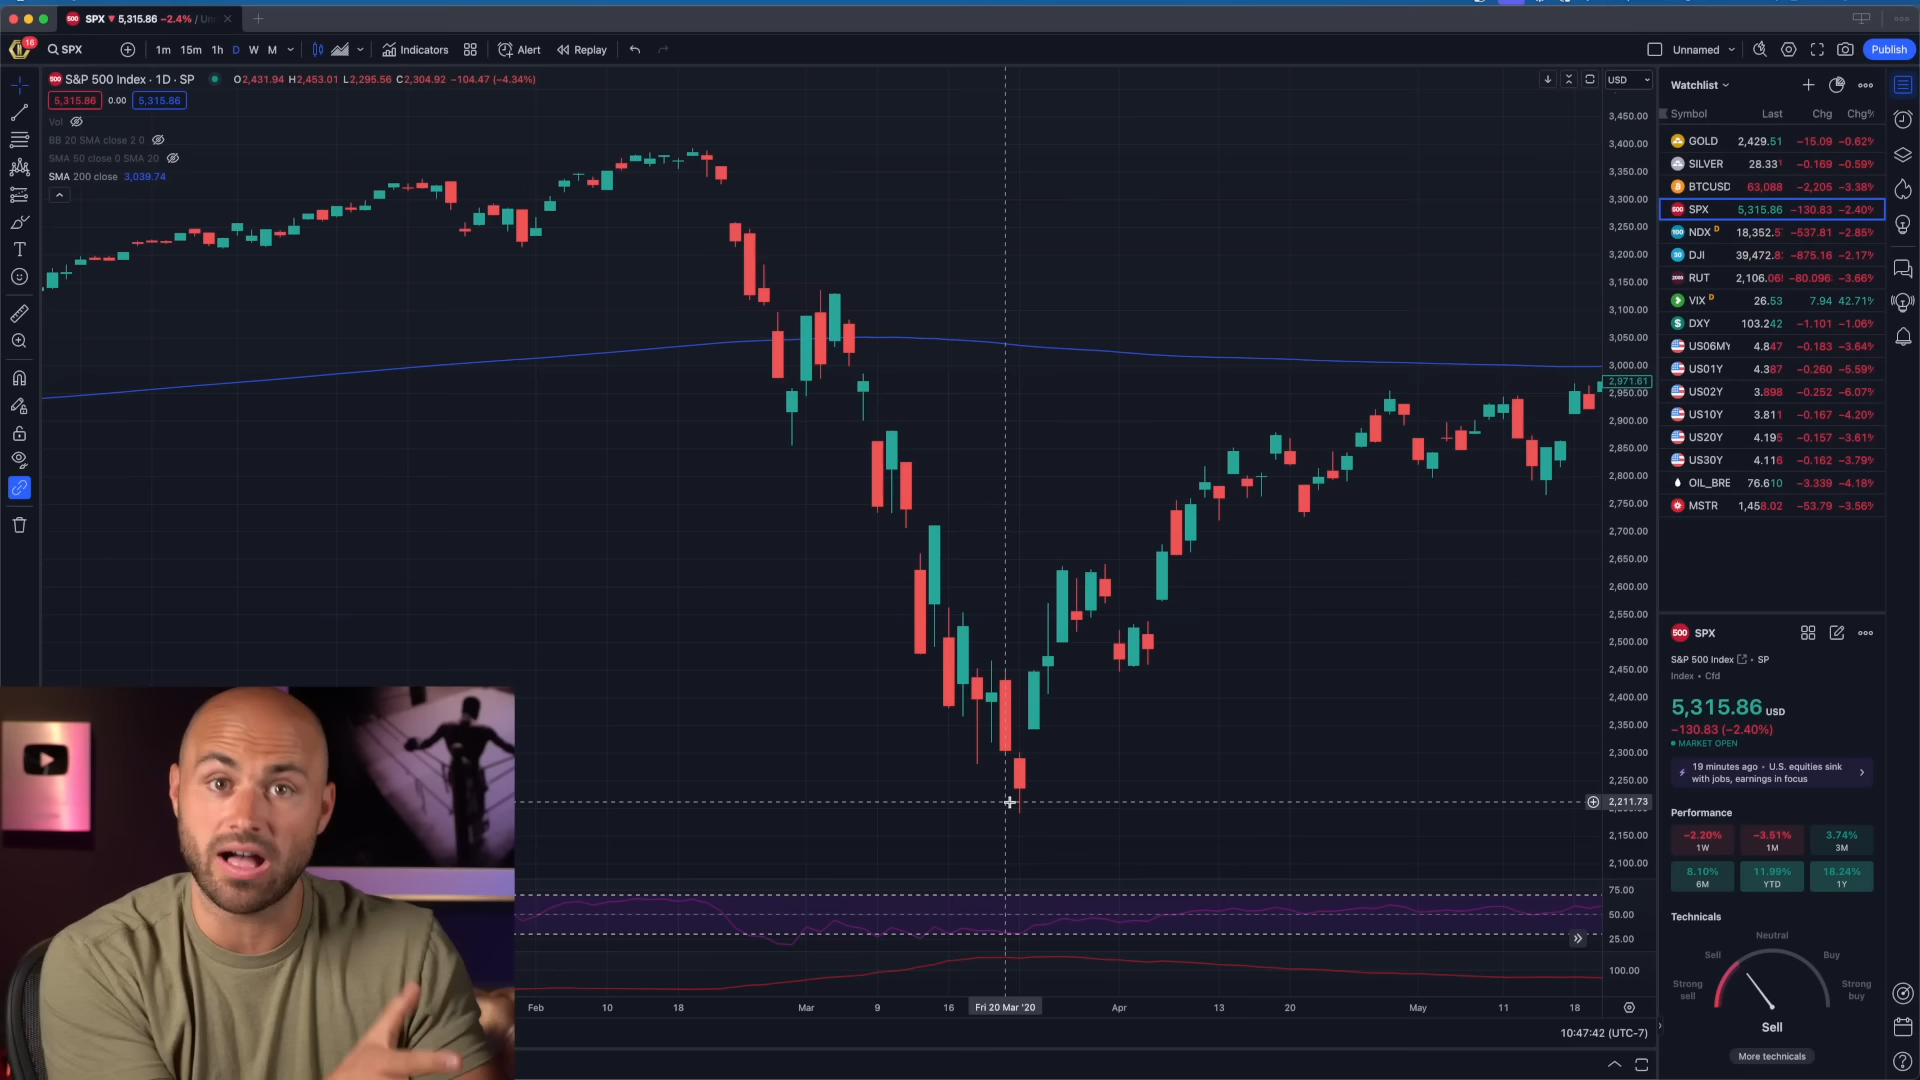 SPX ▼ 5,315.86 −2.4% / Un
16
SPX
1m 15m 1h D W M
Indicators
Alert
Replay
Unnamed
Publish
S&P 500 Index · 1D · SP
O2,431.94 H2,453.01 L2,295.56 C2,304.92 −104.47 (−4.34%)
5,315.86 0.00 5,315.86
Vol
BB 20 SMA close 2 0
SMA 50 close 0 SMA 20
SMA 200 close 3,039.74
USD
3,450.00
3,400.00
3,350.00
3,300.00
3,250.00
3,200.00
3,150.00
3,100.00
3,050.00
3,000.00
2,971.61
2,950.00
2,900.00
2,850.00
2,800.00
2,750.00
2,700.00
2,650.00
2,600.00
2,550.00
2,500.00
2,450.00
2,400.00
2,350.00
2,300.00
2,250.00
2,211.73
2,150.00
2,100.00
75.00
50.00
25.00
100.00
Feb 10 18 Mar 9 16 Fri 20 Mar '20 Apr 13 20 May 11 18
10:47:42 (UTC-7)
Watchlist
Symbol Last Chg Chg%
GOLD 2,429.51 −15.09 −0.62%
SILVER 28.331 −0.169 −0.59%
BTCUSD 63,088 −2,205 −3.38%
500 SPX 5,315.86 −130.83 −2.40%
100 NDX D 18,352.5 −537.81 −2.85%
30 DJI 39,472.8 −875.16 −2.17%
2000 RUT 2,106.06 −80.096 −3.66%
VIX D 26.53 7.94 42.71%
DXY 103.242 −1.101 −1.06%
US06MY 4.847 −0.183 −3.64%
US01Y 4.387 −0.260 −5.59%
US02Y 3.898 −0.252 −6.07%
US10Y 3.811 −0.167 −4.20%
US20Y 4.195 −0.157 −3.61%
US30Y 4.116 −0.162 −3.79%
OIL_BRE 76.610 −3.339 −4.18%
MSTR 1,458.02 −53.79 −3.56%
500 SPX
S&P 500 Index · SP
Index · Cfd
5,315.86 USD
−130.83 (−2.40%)
MARKET OPEN
19 minutes ago · U.S. equities sink
with jobs, earnings in focus
Performance
−2.20% −3.51% 3.74%
1W 1M 3M
8.10% 11.99% 18.24%
6M YTD 1Y
Technicals
Neutral
Sell Buy
Strong
sell
Strong
buy
Sell
More technicals